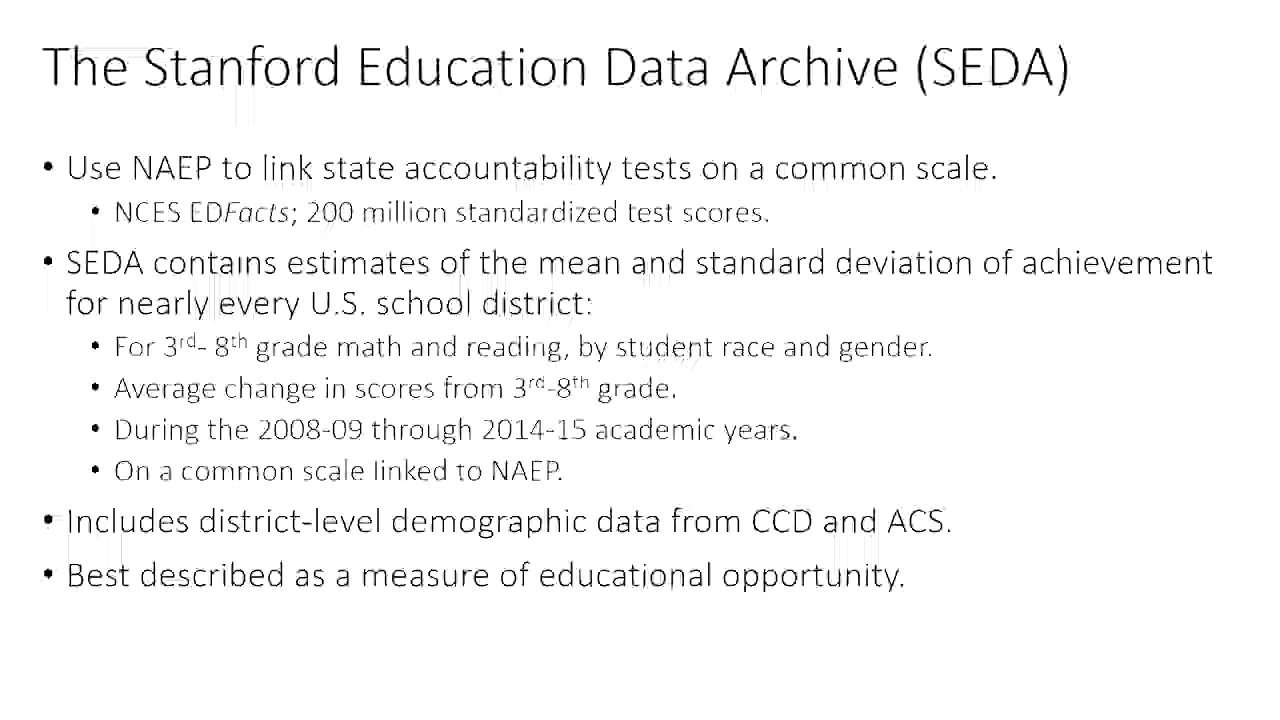 The Stanford Education Data Archive (SEDA)
• Use NAEP to link state accountability tests on a common scale.
• NCES EDFacts; 200 million standardized test scores.
• SEDA contains estimates of the mean and standard deviation of achievement
for nearly every U.S. school district:
• For 3rd- 8th grade math and reading, by student race and gender.
• Average change in scores from 3rd-8th grade.
• During the 2008-09 through 2014-15 academic years.
• On a common scale linked to NAEP.
• Includes district-level demographic data from CCD and ACS.
• Best described as a measure of educational opportunity.